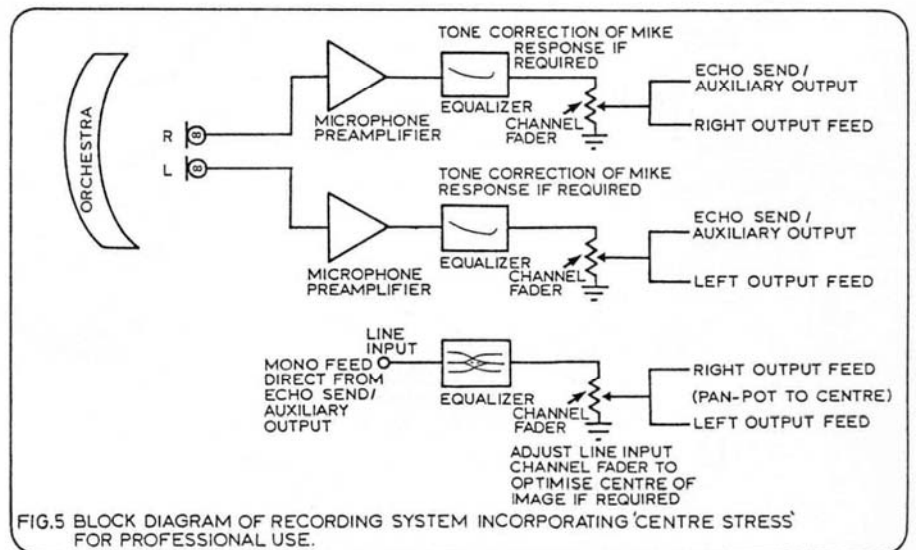 TONE CORRECTION OF MIKE
RESPONSE IF
REQUIRED
ECHO SEND/
AUXILIARY OUTPUT
EQUALIZER
CHANNEL
FADER
MICROPHONE
PREAMPLIFIER
RIGHT OUTPUT FEED
ORCHESTRA
R 8
L 8
TONE CORRECTION OF MIKE
RESPONSE IF REQUIRED
ECHO SEND/
AUXILIARY OUTPUT
EQUALIZER
CHANNEL
FADER
MICROPHONE
PREAMPLIFIER
LEFT OUTPUT FEED
LINE
INPUT
MONO FEED
DIRECT FROM
ECHO SEND/
AUXILIARY
OUTPUT
EQUALIZER
CHANNEL
FADER
RIGHT OUTPUT FEED
(PAN-POT TO CENTRE)
LEFT OUTPUT FEED
ADJUST LINE INPUT
CHANNEL FADER TO
OPTIMISE CENTRE OF
IMAGE IF REQUIRED
FIG.5 BLOCK DIAGRAM OF RECORDING SYSTEM INCORPORATING 'CENTRE STRESS'
FOR PROFESSIONAL USE.